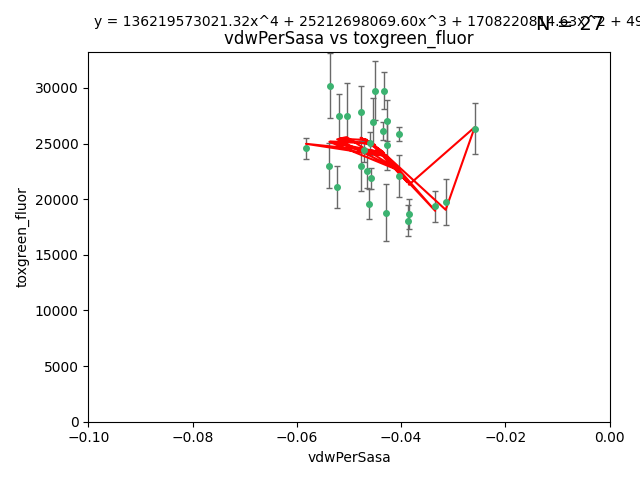 y = 136219573021.32x^4 + 25212698069.60x^3 + 1708220814.63x^2 + 49
N = 27
vdwPerSasa vs toxgreen_fluor
30000
25000
20000
15000
10000
5000
0
toxgreen_fluor
−0.10
−0.08
−0.06
−0.04
−0.02
0.00
vdwPerSasa